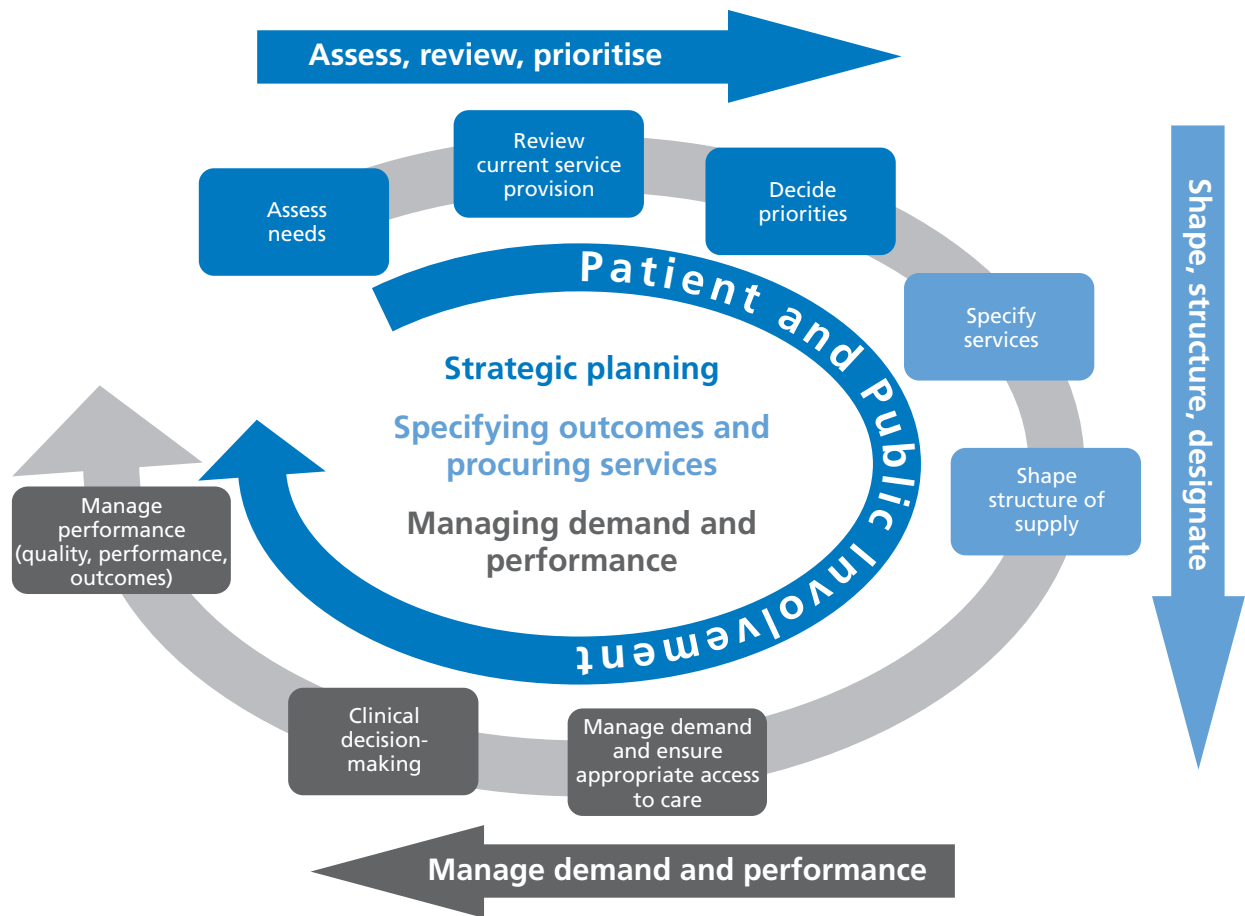 Assess, review, prioritise
Review
current service
provision
Assess
needs
Decide
priorities
Shape, structure, designate
Patient and Public Involvement
Specify
services
Strategic planning
Specifying outcomes and
procuring services
Managing demand and
performance
Shape
structure of
supply
Manage
performance
(quality, performance,
outcomes)
Clinical
decision-
making
Manage demand
and ensure
appropriate access
to care
Manage demand and performance